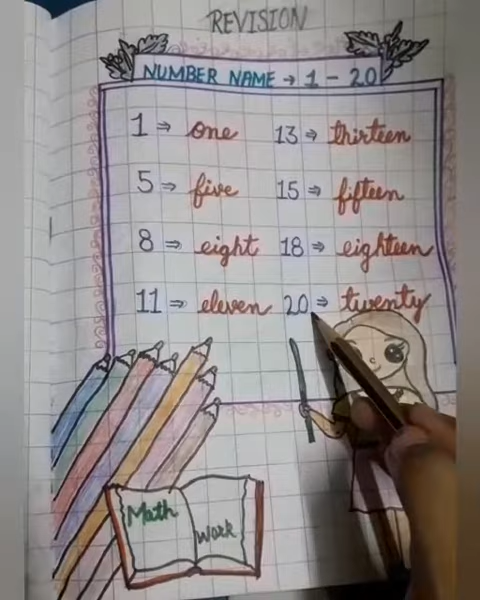 REVISION
NUMBER NAME → 1 - 20
1 ⇒ one 13 ⇒ thirteen
5 ⇒ five 15 ⇒ fifteen
8 ⇒ eight 18 ⇒ eighteen
11 ⇒ eleven 20 ⇒ twenty
Math Work